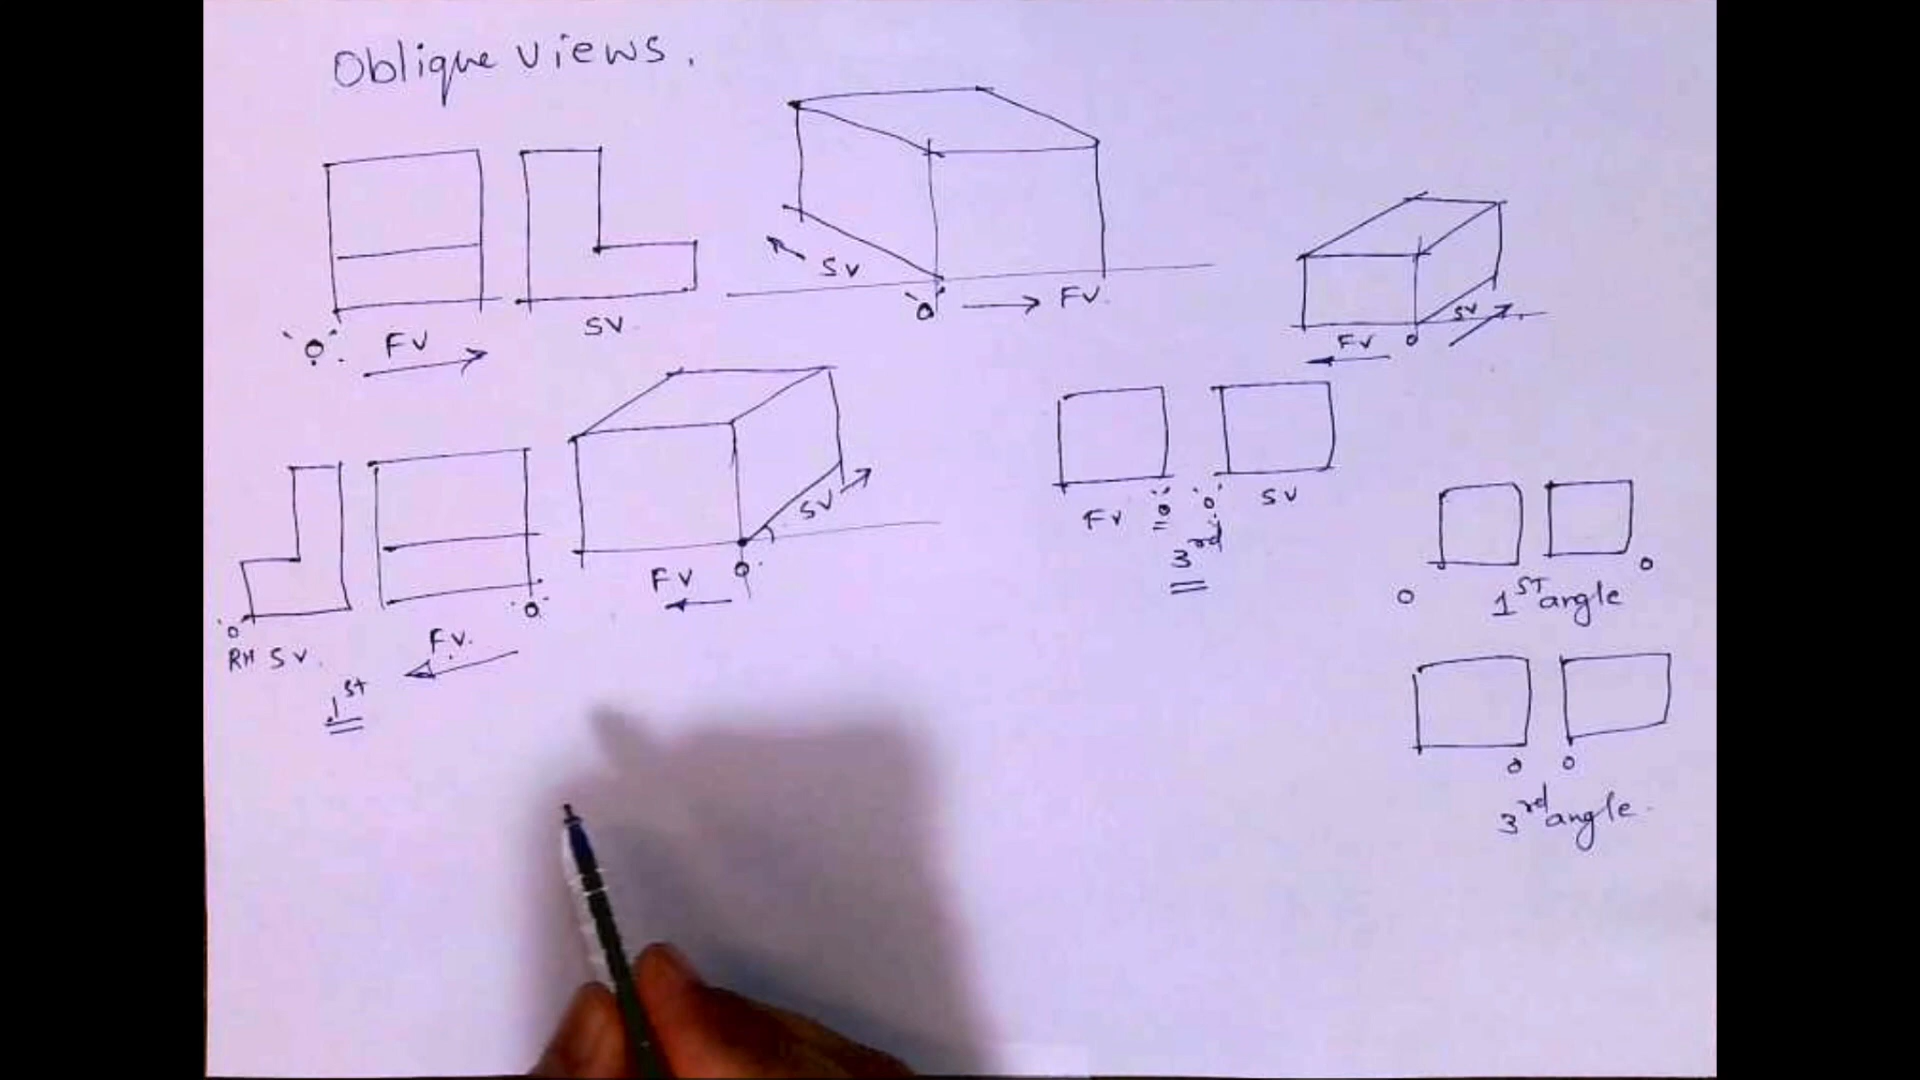 Oblique views.
SV
'O'
FV
SV
'O'
FV
SV
FV
O
FV
'O'
'O'
SV
3rd
SV
FV
O
'O'
RH SV.
F.V.
'O'
1st
O
O
1ST angle
O
O
3rd angle.